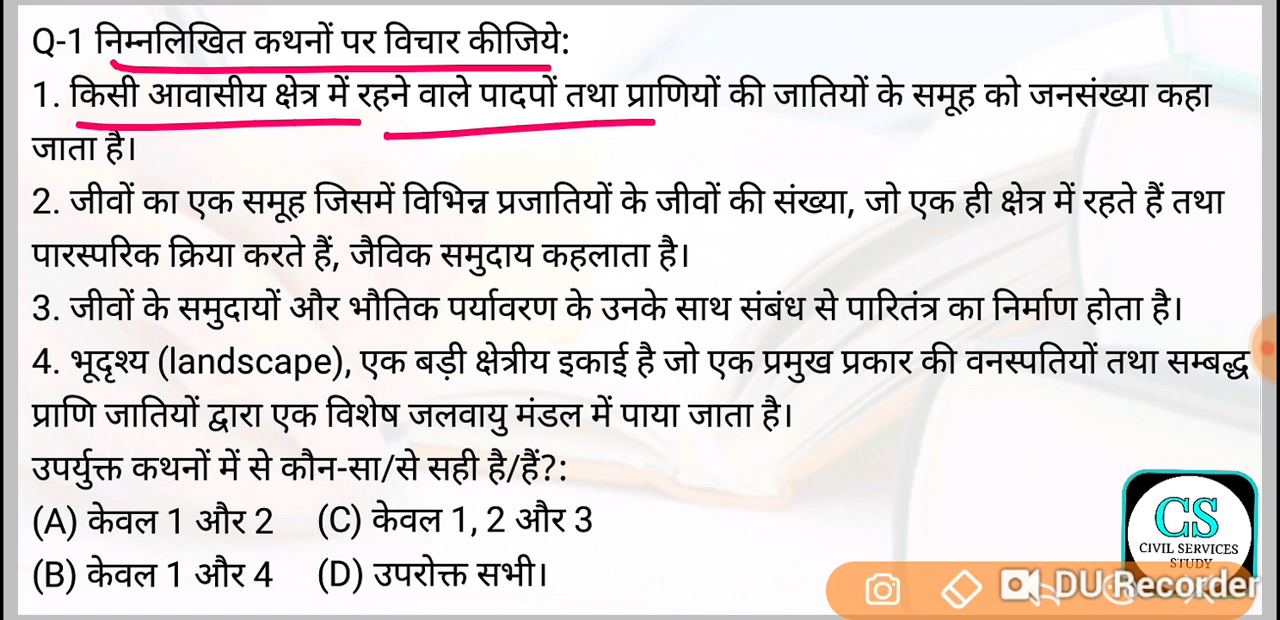 Q-1 निम्नलिखित कथनों पर विचार कीजिये:
1. किसी आवासीय क्षेत्र में रहने वाले पादपों तथा प्राणियों की जातियों के समूह को जनसंख्या कहा
जाता है।
2. जीवों का एक समूह जिसमें विभिन्न प्रजातियों के जीवों की संख्या, जो एक ही क्षेत्र में रहते हैं तथा
पारस्परिक क्रिया करते हैं, जैविक समुदाय कहलाता है।
3. जीवों के समुदायों और भौतिक पर्यावरण के उनके साथ संबंध से पारितंत्र का निर्माण होता है।
4. भूदृश्य (landscape), एक बड़ी क्षेत्रीय इकाई है जो एक प्रमुख प्रकार की वनस्पतियों तथा सम्बद्ध
प्राणि जातियों द्वारा एक विशेष जलवायु मंडल में पाया जाता है।
उपर्युक्त कथनों में से कौन-सा/से सही है/हैं?:
(A) केवल 1 और 2 (C) केवल 1, 2 और 3
(B) केवल 1 और 4 (D) उपरोक्त सभी।
CS
CIVIL SERVICES
STUDY
DU Recorder